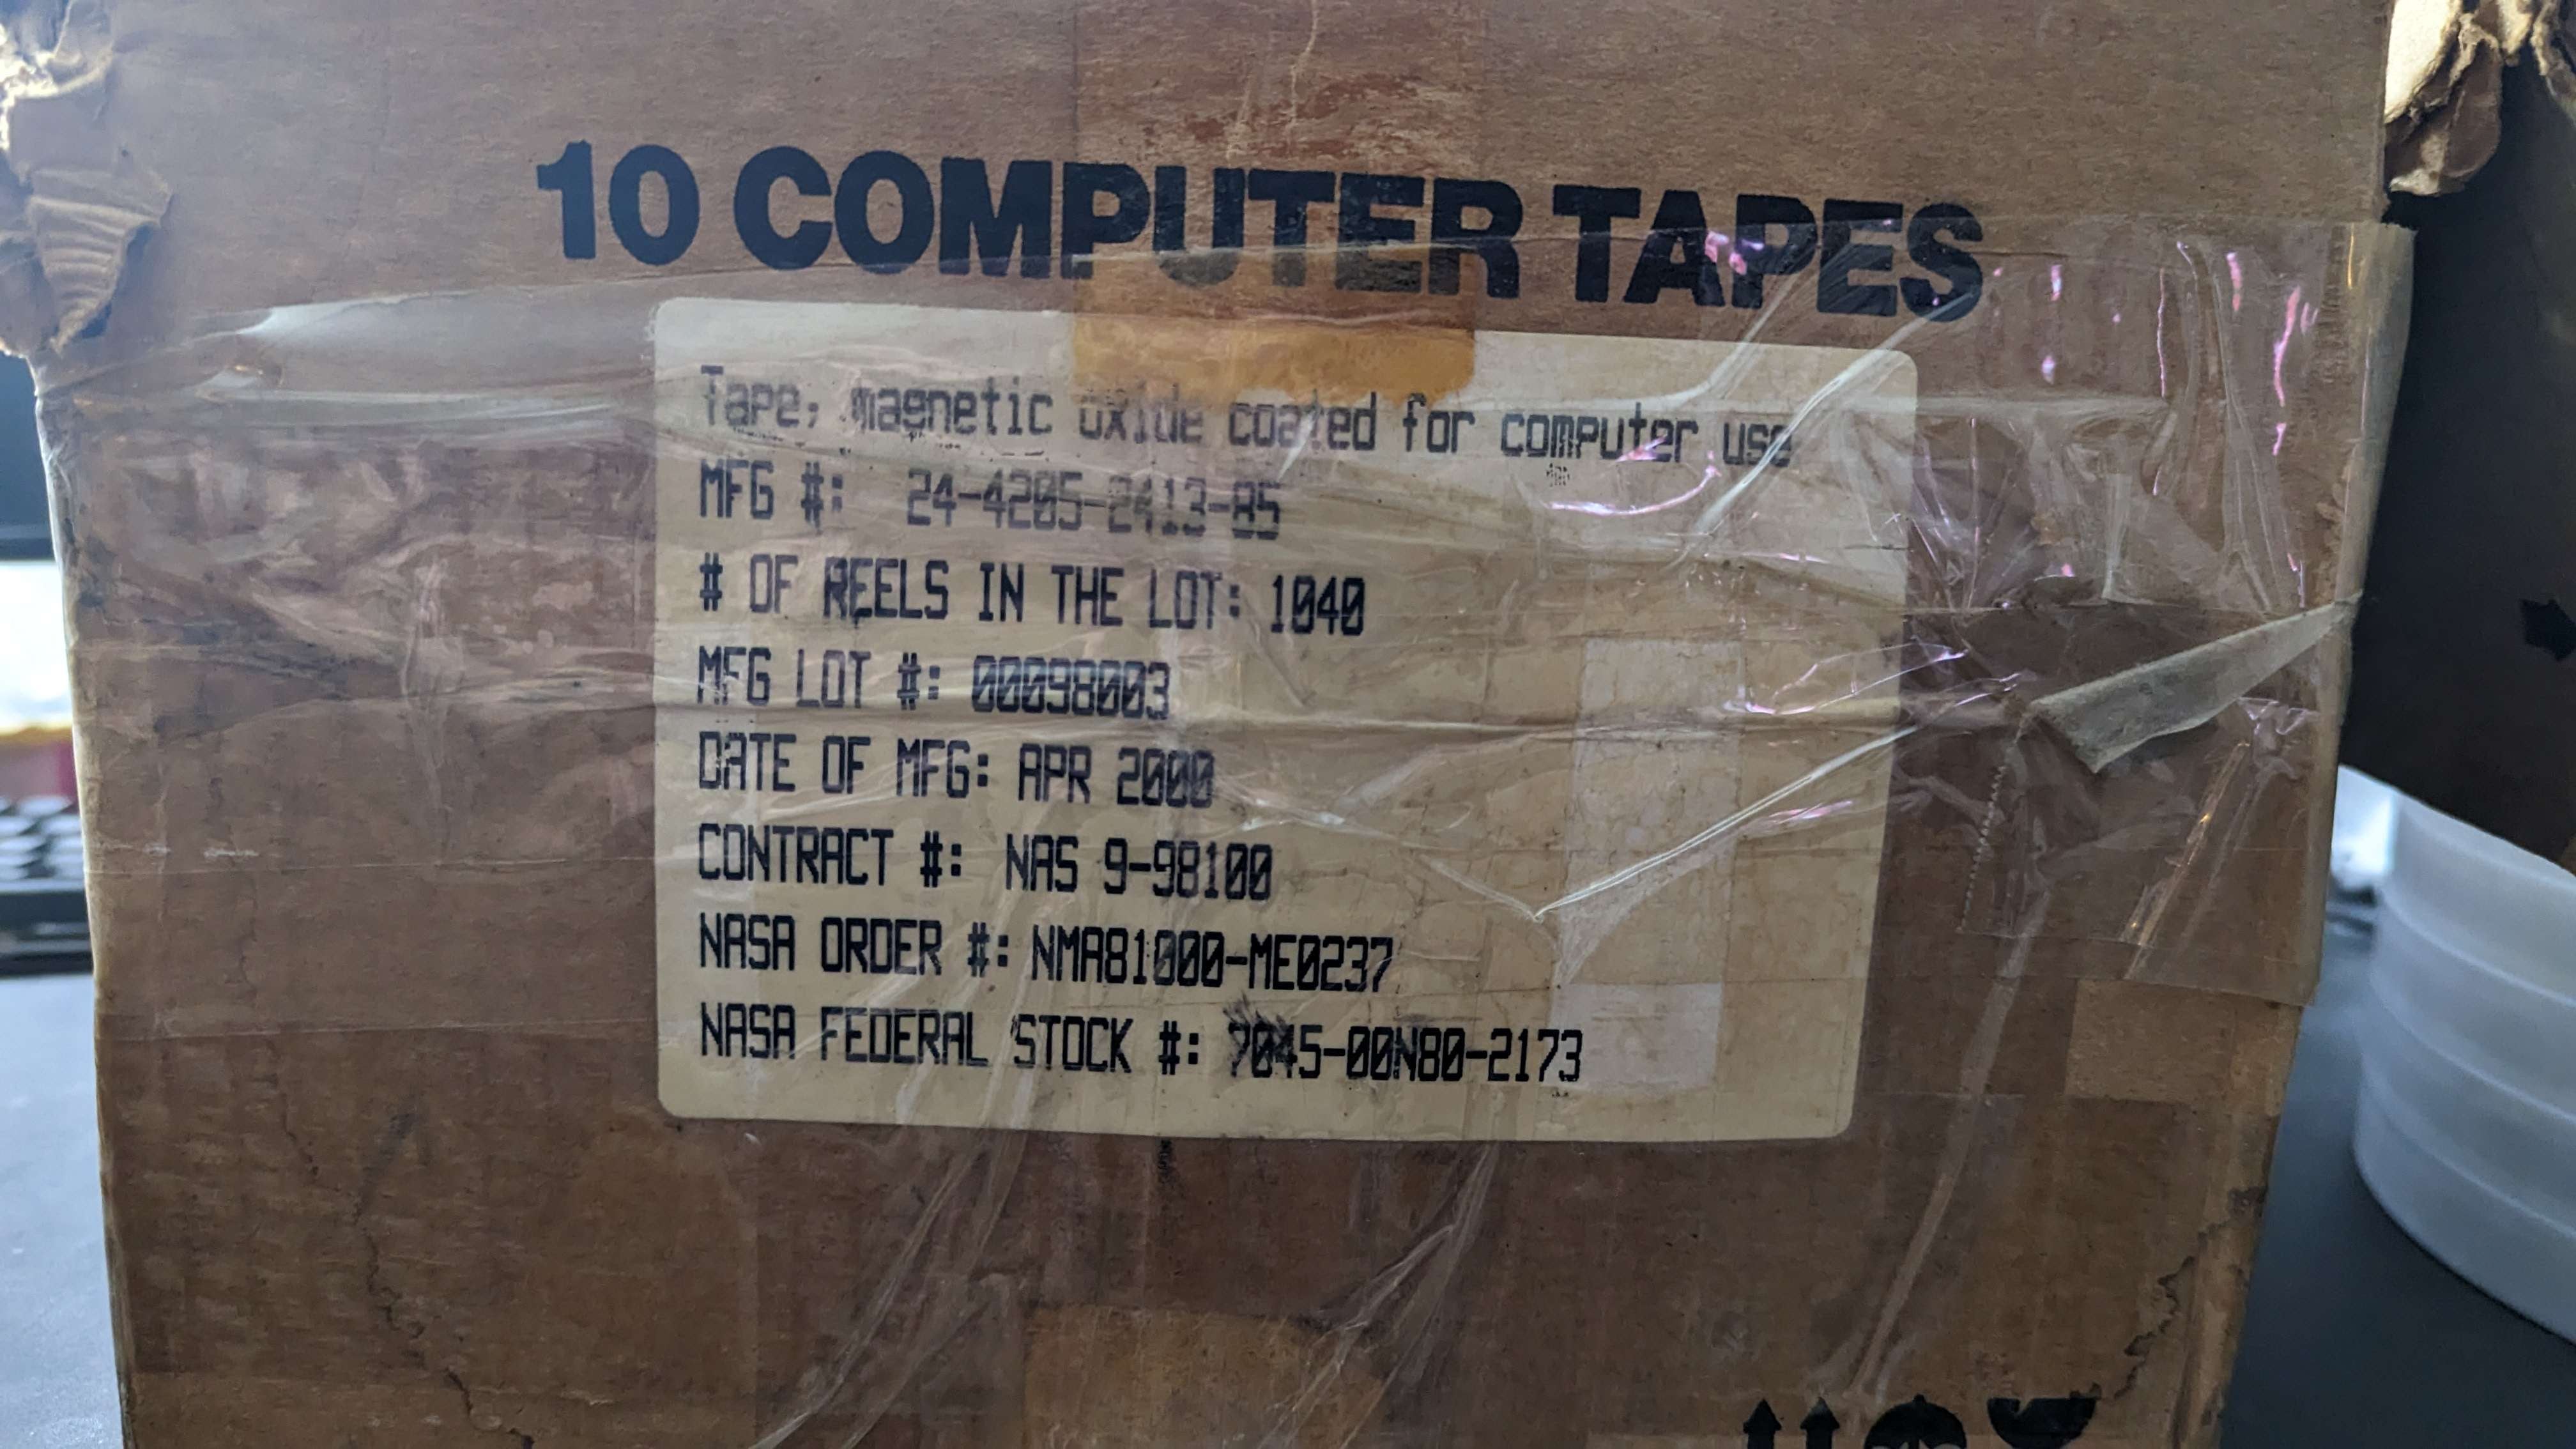 10 COMPUTER TAPES
Tape, magnetic oxide coated for computer use
MFG #: 24-4205-2413-85
# OF REELS IN THE LOT: 1040
MFG LOT #: 00098003
DATE OF MFG: APR 2000
CONTRACT #: NAS 9-98100
NASA ORDER #: NMA81000-ME0237
NASA FEDERAL STOCK #: 7045-00N80-2173